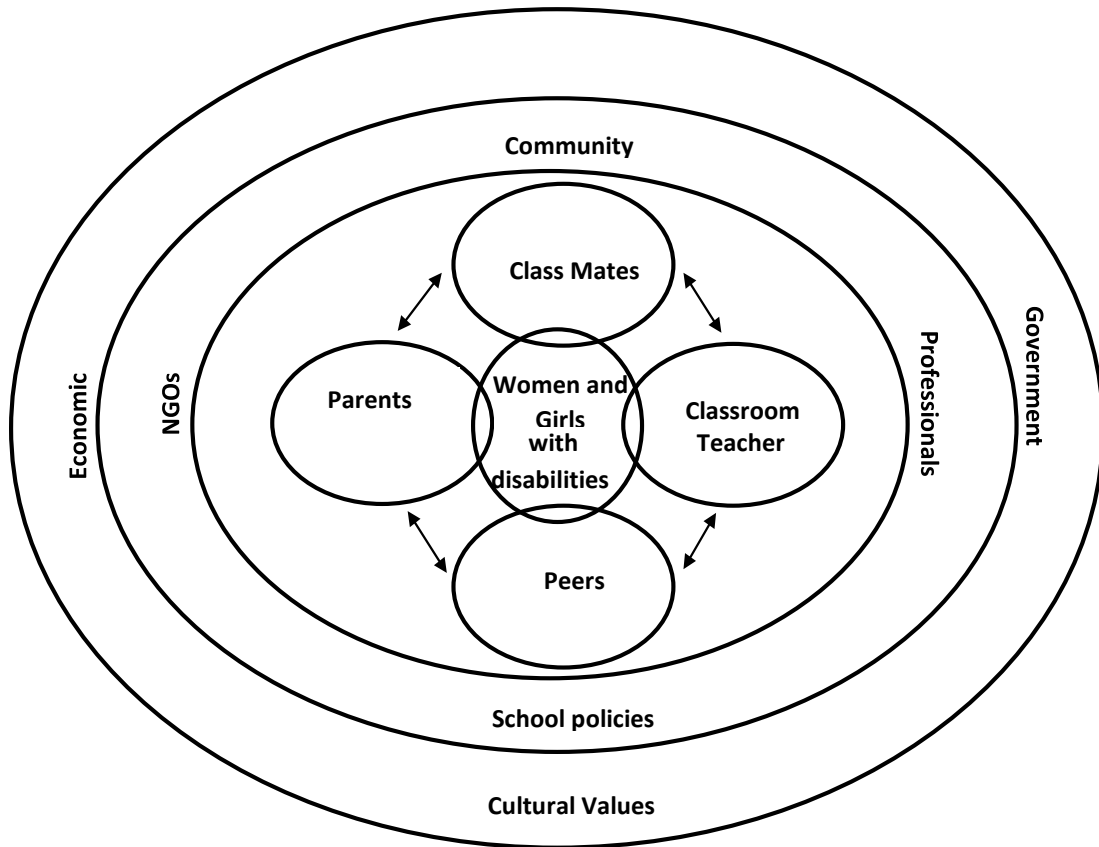 Community
Class Mates
Government
Professionals
Economic
NGOs
Parents
Women and
Girls
with
disabilities
Classroom
Teacher
Peers
School policies
Cultural Values